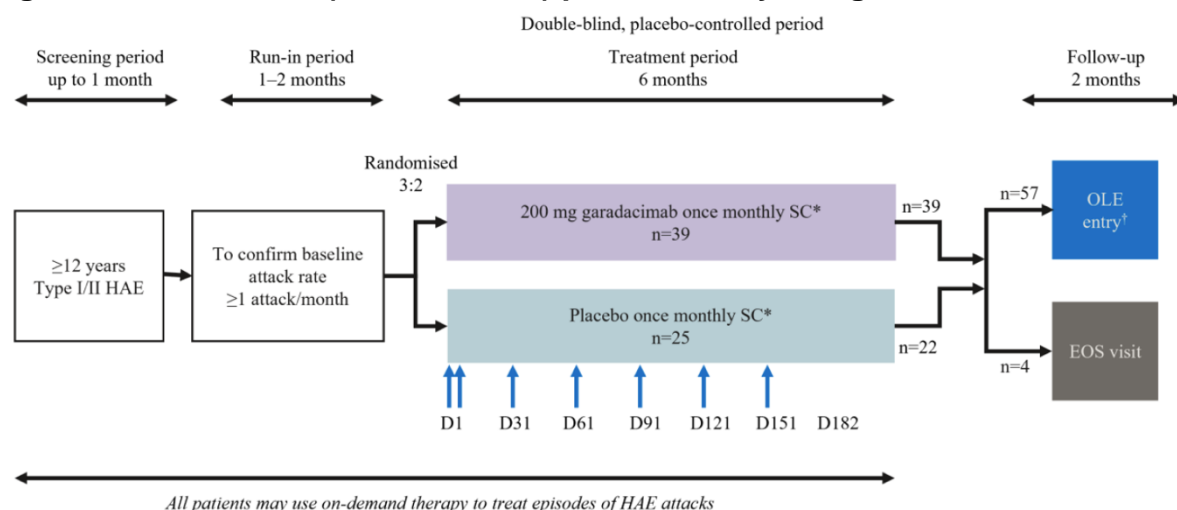 Double-blind, placebo-controlled period
Screening period
up to 1 month
Run-in period
1–2 months
Treatment period
6 months
Follow-up
2 months
Randomised
3:2
≥12 years
Type I/II HAE
To confirm baseline
attack rate
≥1 attack/month
200 mg garadacimab once monthly SC*
n=39
Placebo once monthly SC*
n=25
n=39
n=22
n=57
n=4
OLE
entry†
EOS visit
D1 D31 D61 D91 D121 D151 D182
All patients may use on-demand therapy to treat episodes of HAE attacks